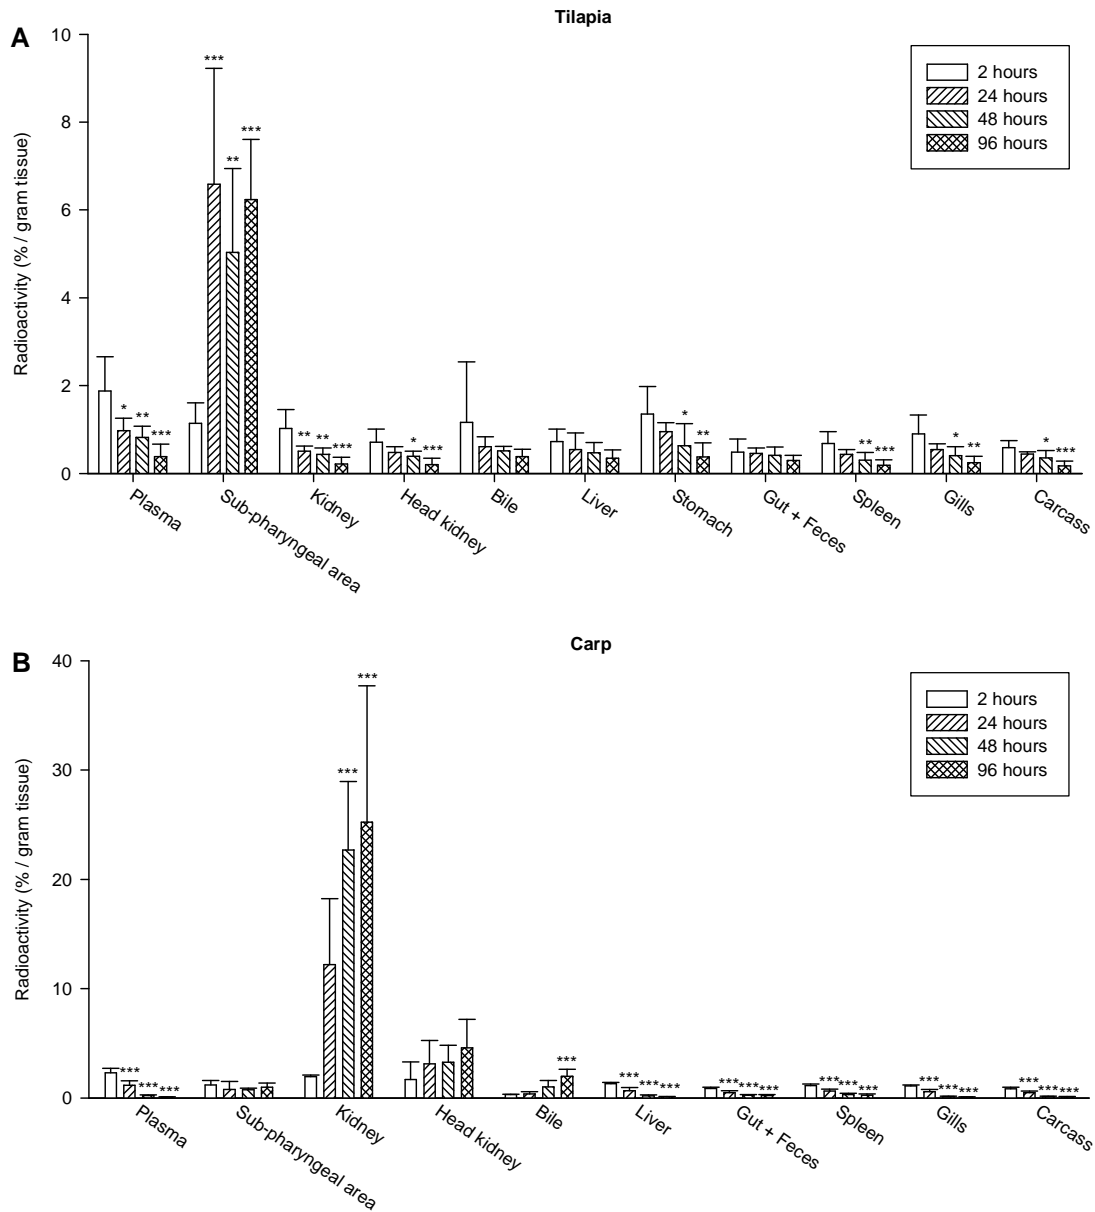 Tilapia
A
10
8
6
4
2
0
Radioactivity (% / gram tissue)
2 hours
24 hours
48 hours
96 hours
***
**
***
* ** ***
** ** ***
* ***
* **
** ***
* **
* ***
Plasma
Sub-pharyngeal area
Kidney
Head kidney
Bile
Liver
Stomach
Gut + Feces
Spleen
Gills
Carcass
Carp
B
40
30
20
10
0
Radioactivity (% / gram tissue)
2 hours
24 hours
48 hours
96 hours
***
***
*** *** ***
***
*** *** ***
*** *** ***
*** *** ***
*** *** ***
*** *** ***
Plasma
Sub-pharyngeal area
Kidney
Head kidney
Bile
Liver
Gut + Feces
Spleen
Gills
Carcass